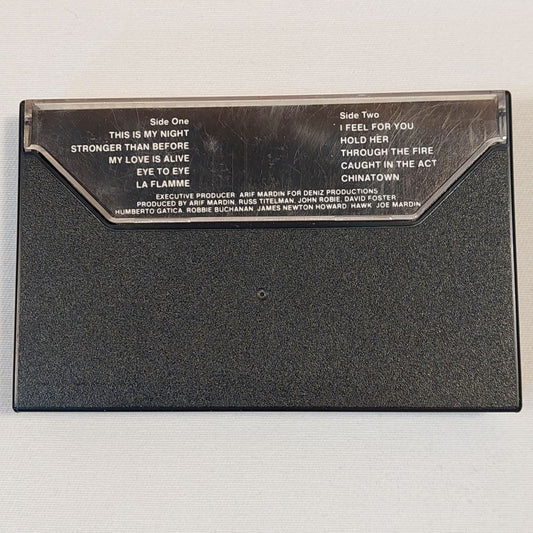 Side One
THIS IS MY NIGHT
STRONGER THAN BEFORE
MY LOVE IS ALIVE
EYE TO EYE
LA FLAMME
Side Two
I FEEL FOR YOU
HOLD HER
THROUGH THE FIRE
CAUGHT IN THE ACT
CHINATOWN
EXECUTIVE PRODUCER: ARIF MARDIN FOR DENIZ PRODUCTIONS
PRODUCED BY ARIF MARDIN, RUSS TITELMAN, JOHN ROBIE, DAVID FOSTER
HUMBERTO GATICA, ROBBIE BUCHANAN, JAMES NEWTON HOWARD, HAWK, JOE MARDIN